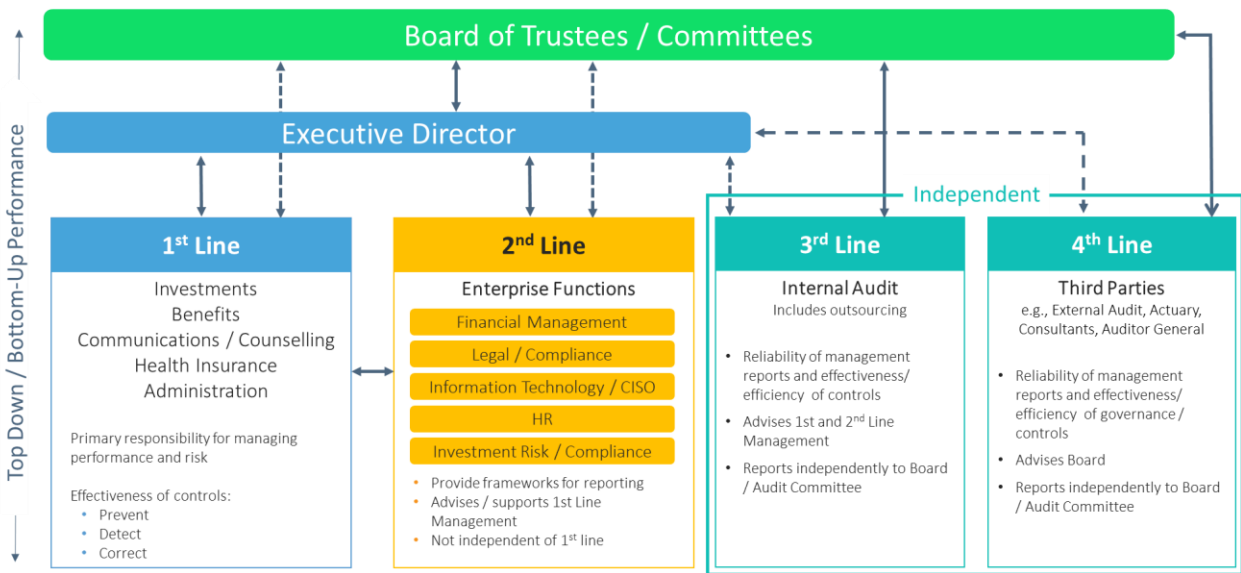 Board of Trustees / Committees
Top Down / Bottom-Up Performance
Executive Director
Independent
1st Line
Investments
Benefits
Communications / Counselling
Health Insurance
Administration
Primary responsibility for managing
performance and risk
Effectiveness of controls:
• Prevent
• Detect
• Correct
2nd Line
Enterprise Functions
Financial Management
Legal / Compliance
Information Technology / CISO
HR
Investment Risk / Compliance
• Provide frameworks for reporting
• Advises / supports 1st Line
Management
• Not independent of 1st line
3rd Line
Internal Audit
Includes outsourcing
• Reliability of management
reports and effectiveness/
efficiency of controls
• Advises 1st and 2nd Line
Management
• Reports independently to Board
/ Audit Committee
4th Line
Third Parties
e.g., External Audit, Actuary,
Consultants, Auditor General
• Reliability of management
reports and effectiveness/
efficiency of governance /
controls
• Advises Board
• Reports independently to Board
/ Audit Committee